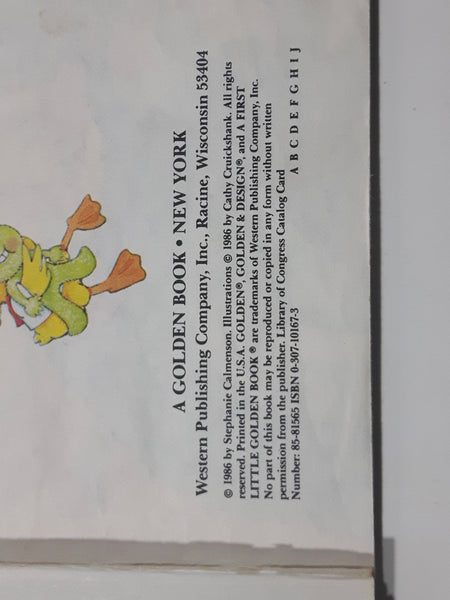 A GOLDEN BOOK • NEW YORK
Western Publishing Company, Inc., Racine, Wisconsin 53404
© 1986 by Stephanie Calmenson. Illustrations © 1986 by Cathy Cruickshank. All rights
reserved. Printed in the U.S.A. GOLDEN®, GOLDEN & DESIGN®, and A FIRST
LITTLE GOLDEN BOOK ® are trademarks of Western Publishing Company, Inc.
No part of this book may be reproduced or copied in any form without written
permission from the publisher. Library of Congress Catalog Card
Number: 85-81565 ISBN 0-307-10167-3 A B C D E F G H I J